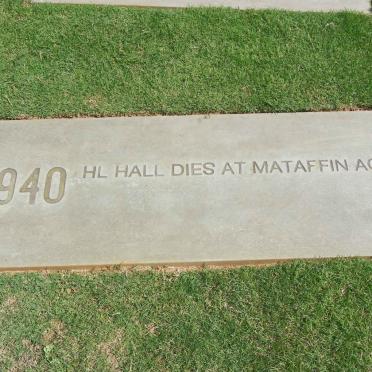 940 HL HALL DIES AT MATAFFIN